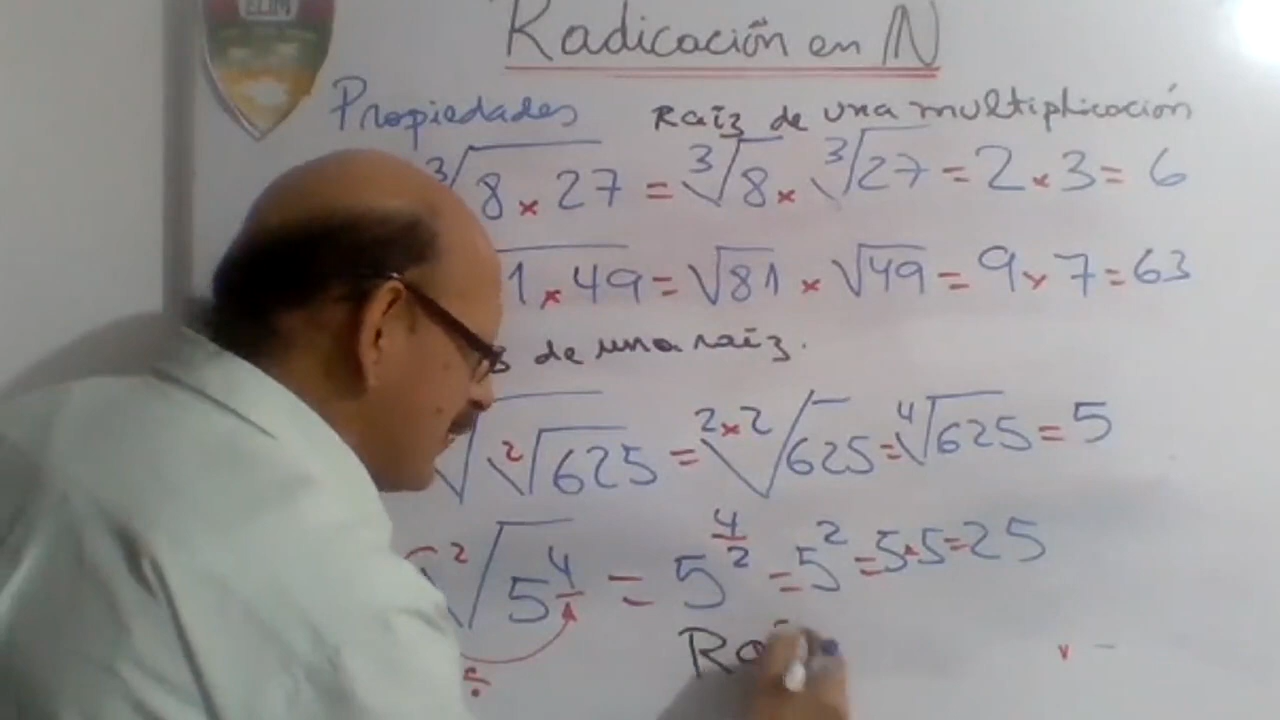 ELIM
Radicación en ℕ
Propiedades Raíz de una multiplicación
³√8 × 27 = ³√8 × ³√27 = 2 × 3 = 6
1 × 49 = √81 × √49 = 9 × 7 = 63
de una raíz.
√²√625 = ²ˣ²√625 = ⁴√625 = 5
²√5⁴ = 5^(4/2) = 5² = 5·5 = 25
÷
Raí